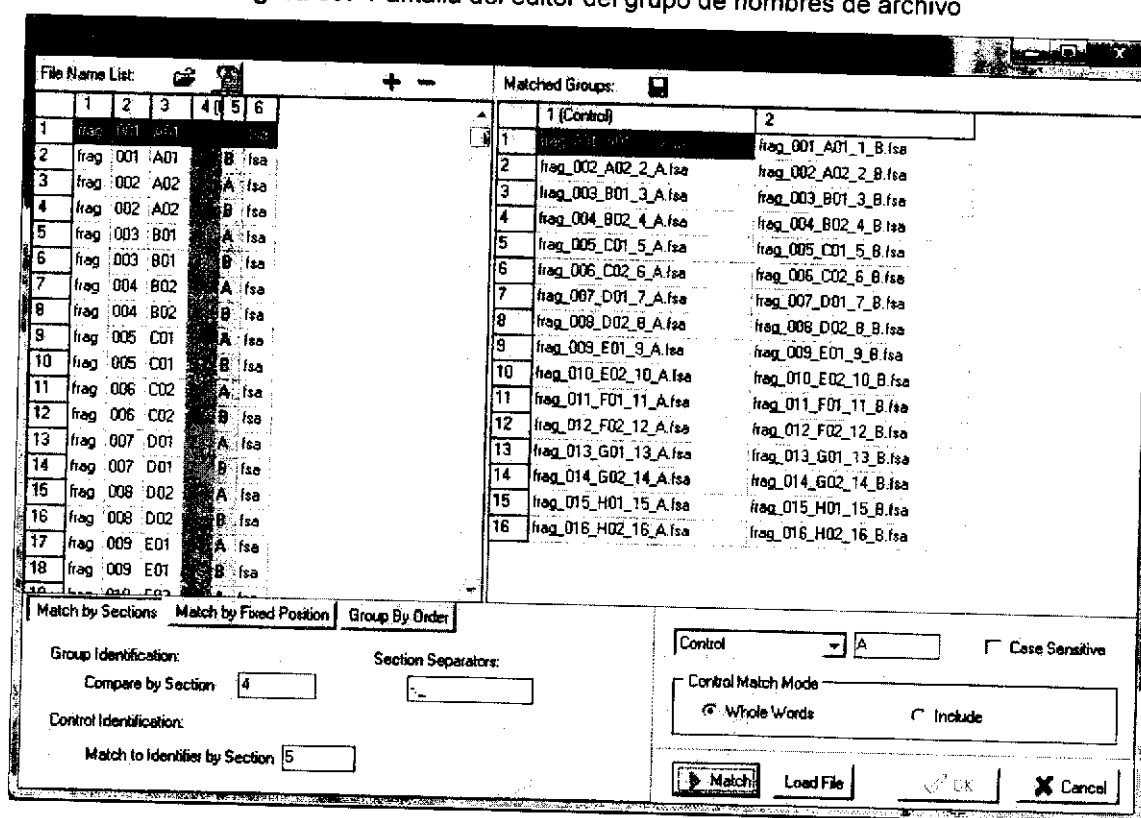 Pantalla del editor del grupo de nombres de archivo
File Name List:
Matched Groups:
1 2 3 4 5 6
1 frag 001 A01 fsa
2 frag 001 A01 B fsa
3 frag 002 A02 A fsa
4 frag 002 A02 B fsa
5 frag 003 B01 A fsa
6 frag 003 B01 B fsa
7 frag 004 B02 A fsa
8 frag 004 B02 B fsa
9 frag 005 C01 A fsa
10 frag 005 C01 B fsa
11 frag 006 C02 A fsa
12 frag 006 C02 B fsa
13 frag 007 D01 A fsa
14 frag 007 D01 B fsa
15 frag 008 D02 A fsa
16 frag 008 D02 B fsa
17 frag 009 E01 A fsa
18 frag 009 E01 B fsa
1 (Control) 2
1 frag_001_A01_1_B.fsa
2 frag_002_A02_2_A.fsa frag_002_A02_2_B.fsa
3 frag_003_B01_3_A.fsa frag_003_B01_3_B.fsa
4 frag_004_B02_4_A.fsa frag_004_B02_4_B.fsa
5 frag_005_C01_5_A.fsa frag_005_C01_5_B.fsa
6 frag_006_C02_6_A.fsa frag_006_C02_6_B.fsa
7 frag_007_D01_7_A.fsa frag_007_D01_7_B.fsa
8 frag_008_D02_8_A.fsa frag_008_D02_8_B.fsa
9 frag_009_E01_9_A.fsa frag_009_E01_9_B.fsa
10 frag_010_E02_10_A.fsa frag_010_E02_10_B.fsa
11 frag_011_F01_11_A.fsa frag_011_F01_11_B.fsa
12 frag_012_F02_12_A.fsa frag_012_F02_12_B.fsa
13 frag_013_G01_13_A.fsa frag_013_G01_13_B.fsa
14 frag_014_G02_14_A.fsa frag_014_G02_14_B.fsa
15 frag_015_H01_15_A.fsa frag_015_H01_15_B.fsa
16 frag_016_H02_16_A.fsa frag_016_H02_16_B.fsa
Match by Sections Match by Fixed Position Group By Order
Group Identification:
Section Separators:
Compare by Section 4
-_
Control Identification:
Match to Identifier by Section 5
Control A Case Sensitive
Control Match Mode
Whole Words Include
Match Load File OK Cancel